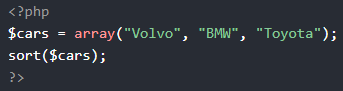 <?php
$cars = array("Volvo", "BMW", "Toyota");
sort($cars);
?>